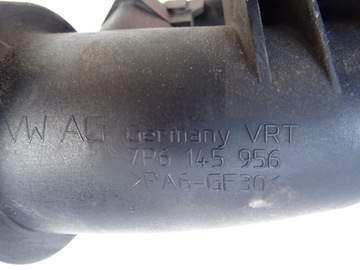 VW AG Germany VRT
7P6 145 956
>PA6-GF30<